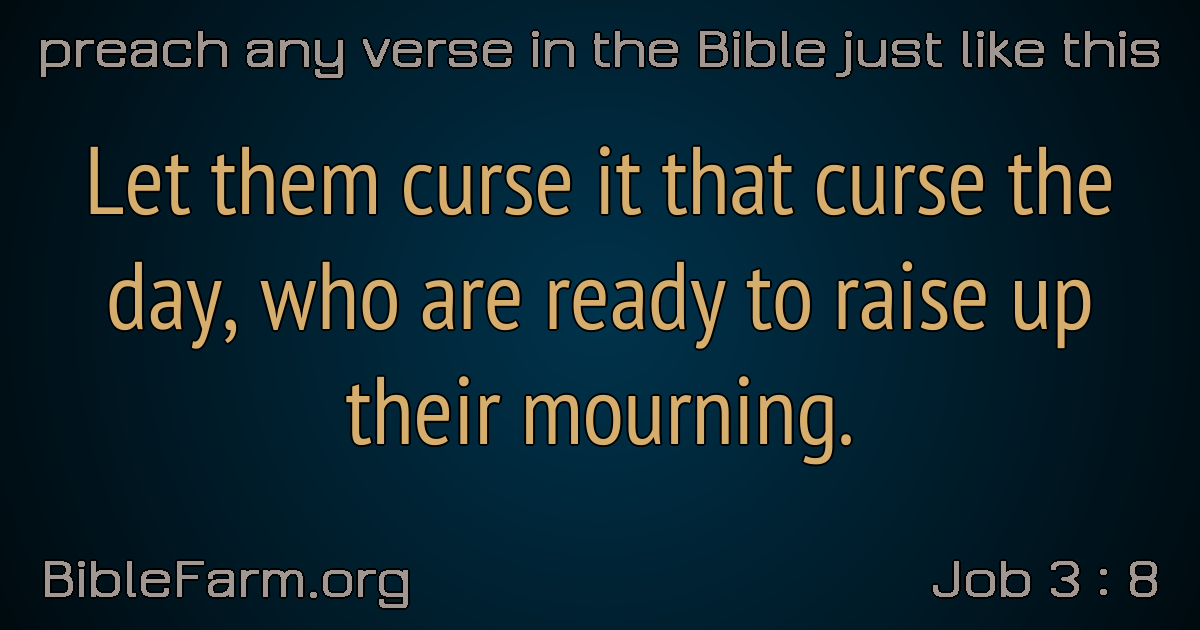 preach any verse in the Bible just like this
Let them curse it that curse the
day, who are ready to raise up
their mourning.
BibleFarm.org
Job 3 : 8